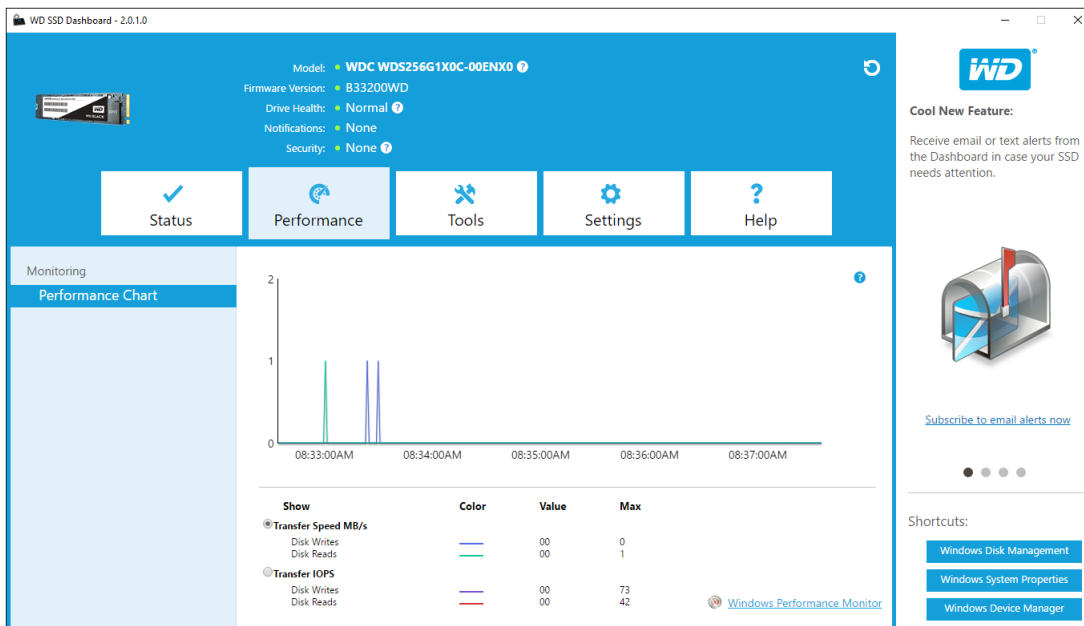 WD SSD Dashboard - 2.0.1.0
Model: WDC WDS256G1X0C-00ENX0 ?
Firmware Version: B33200WD
Drive Health: Normal ?
Notifications: None
Security: None ?
Status
Performance
Tools
Settings
Help
Monitoring
Performance Chart
?
2
1
0
08:33:00AM 08:34:00AM 08:35:00AM 08:36:00AM 08:37:00AM
Show Color Value Max
Transfer Speed MB/s
Disk Writes 00 0
Disk Reads 00 1
Transfer IOPS
Disk Writes 00 73
Disk Reads 00 42
Windows Performance Monitor
WD®
Cool New Feature:
Receive email or text alerts from
the Dashboard in case your SSD
needs attention.
Subscribe to email alerts now
Shortcuts:
Windows Disk Management
Windows System Properties
Windows Device Manager